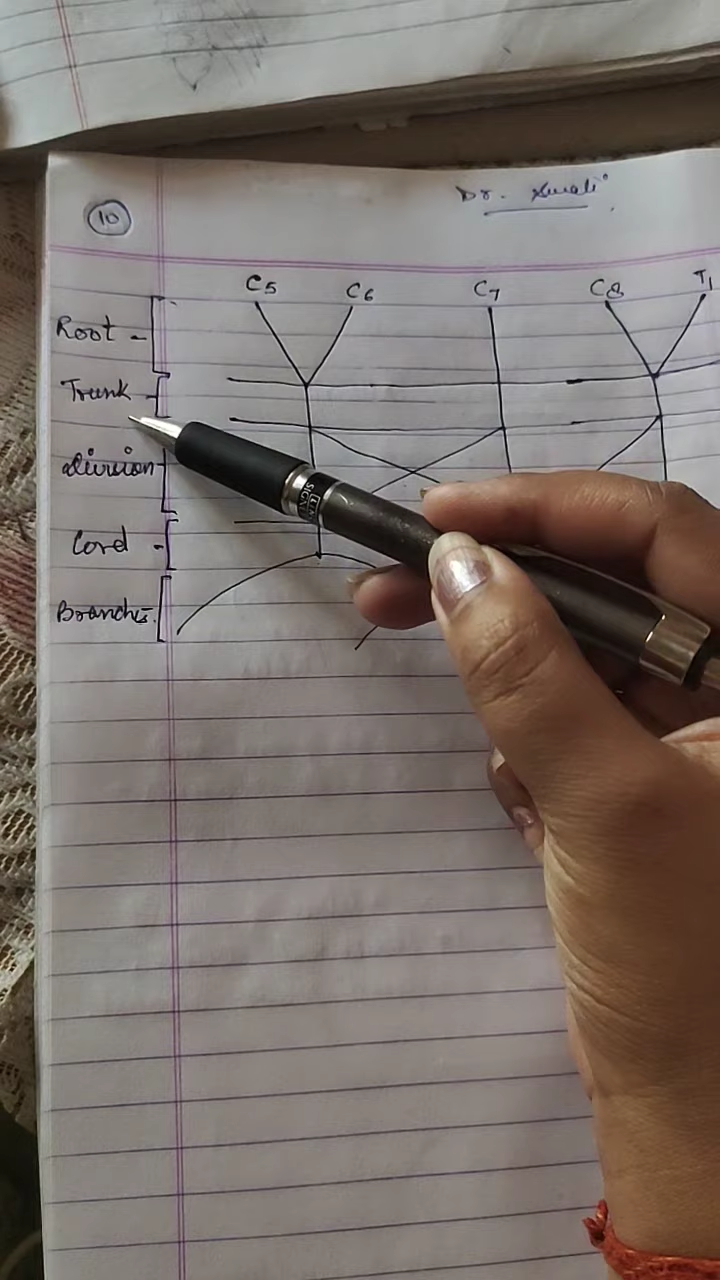 10
Dr. Swati
C5 C6 C7 C8 T1
Root -
Trunk -
division
Cord -
Branches.